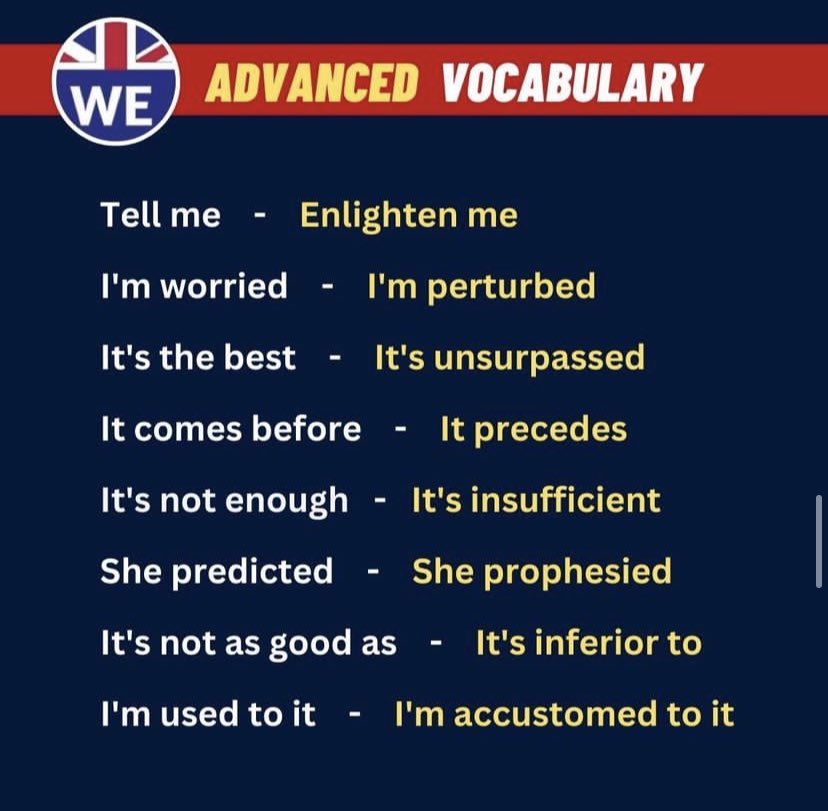 WE
ADVANCED VOCABULARY
Tell me - Enlighten me
I'm worried - I'm perturbed
It's the best - It's unsurpassed
It comes before - It precedes
It's not enough - It's insufficient
She predicted - She prophesied
It's not as good as - It's inferior to
I'm used to it - I'm accustomed to it